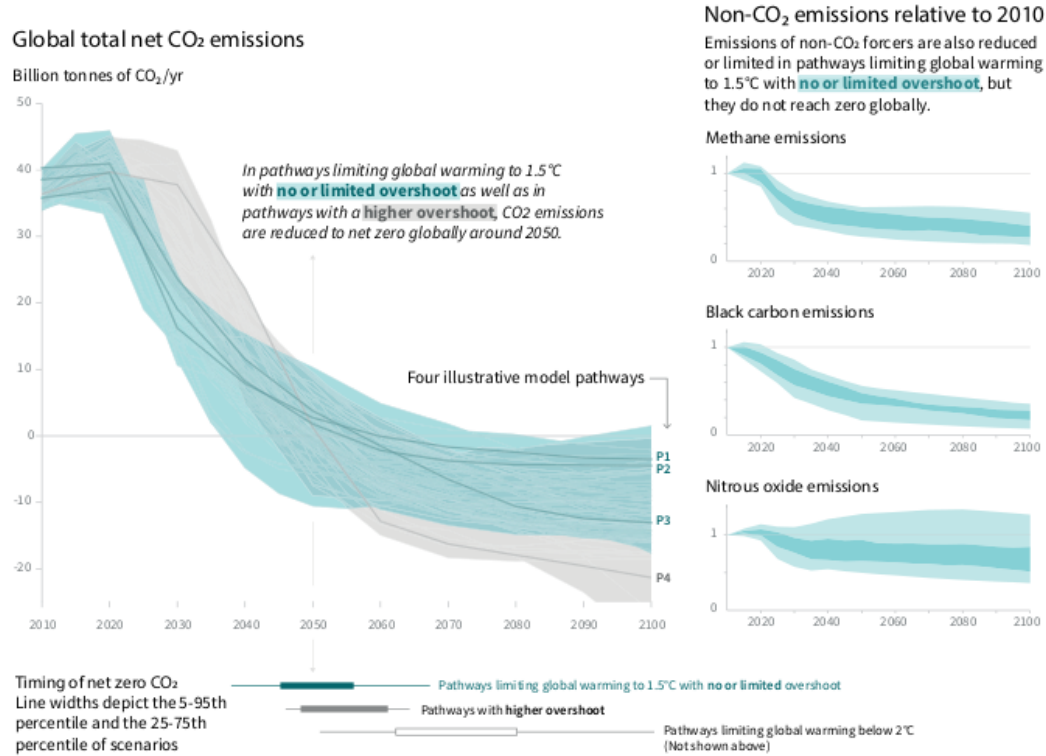 Global total net CO₂ emissions
Billion tonnes of CO₂/yr
50
40
30
20
10
0
-10
-20
2010
2020
2030
2040
2050
2060
2070
2080
2090
2100
In pathways limiting global warming to 1.5°C
with no or limited overshoot as well as in
pathways with a higher overshoot, CO2 emissions
are reduced to net zero globally around 2050.
Four illustrative model pathways
P1
P2
P3
P4
Non-CO₂ emissions relative to 2010
Emissions of non-CO₂ forcers are also reduced
or limited in pathways limiting global warming
to 1.5°C with no or limited overshoot, but
they do not reach zero globally.
Methane emissions
1
0
2020
2040
2060
2080
2100
Black carbon emissions
1
0
2020
2040
2060
2080
2100
Nitrous oxide emissions
1
0
2020
2040
2060
2080
2100
Timing of net zero CO₂
Line widths depict the 5-95th
percentile and the 25-75th
percentile of scenarios
Pathways limiting global warming to 1.5°C with no or limited overshoot
Pathways with higher overshoot
Pathways limiting global warming below 2°C
(Not shown above)